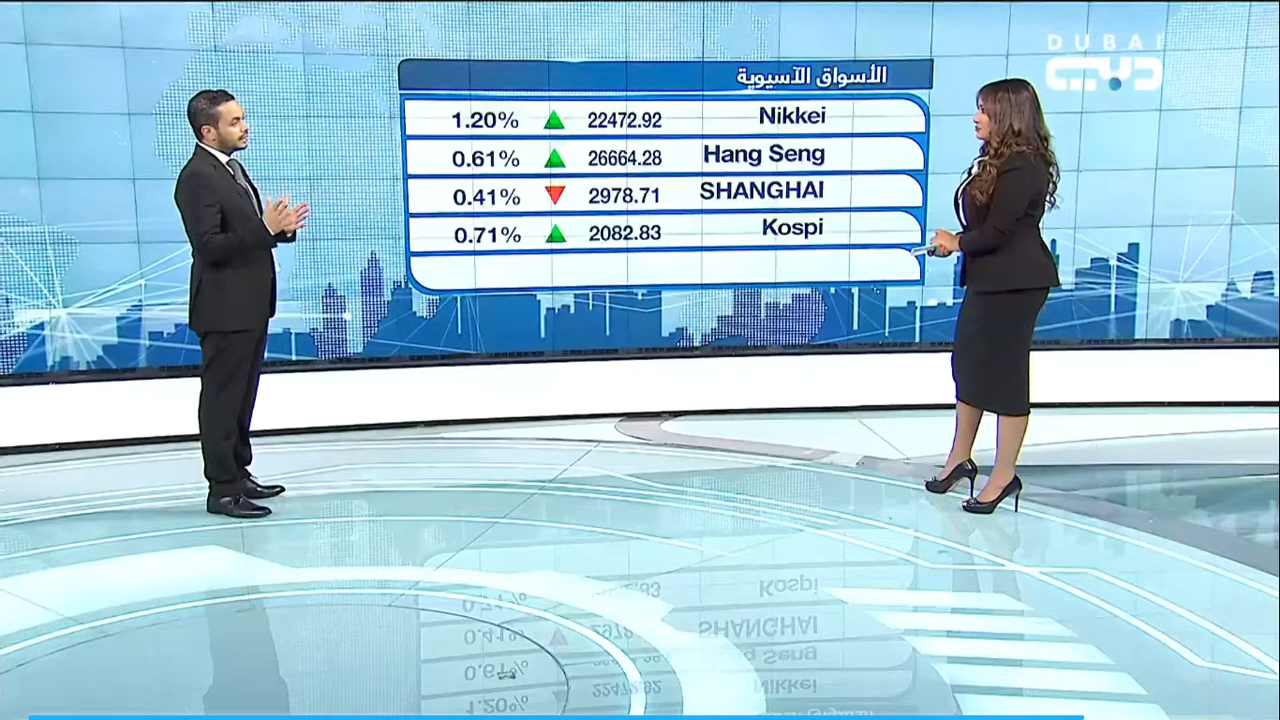 DUBAI
دبي
الأسواق الآسيوية
Nikkei 22472.92 1.20%
Hang Seng 26664.28 0.61%
SHANGHAI 2978.71 0.41%
Kospi 2082.83 0.71%